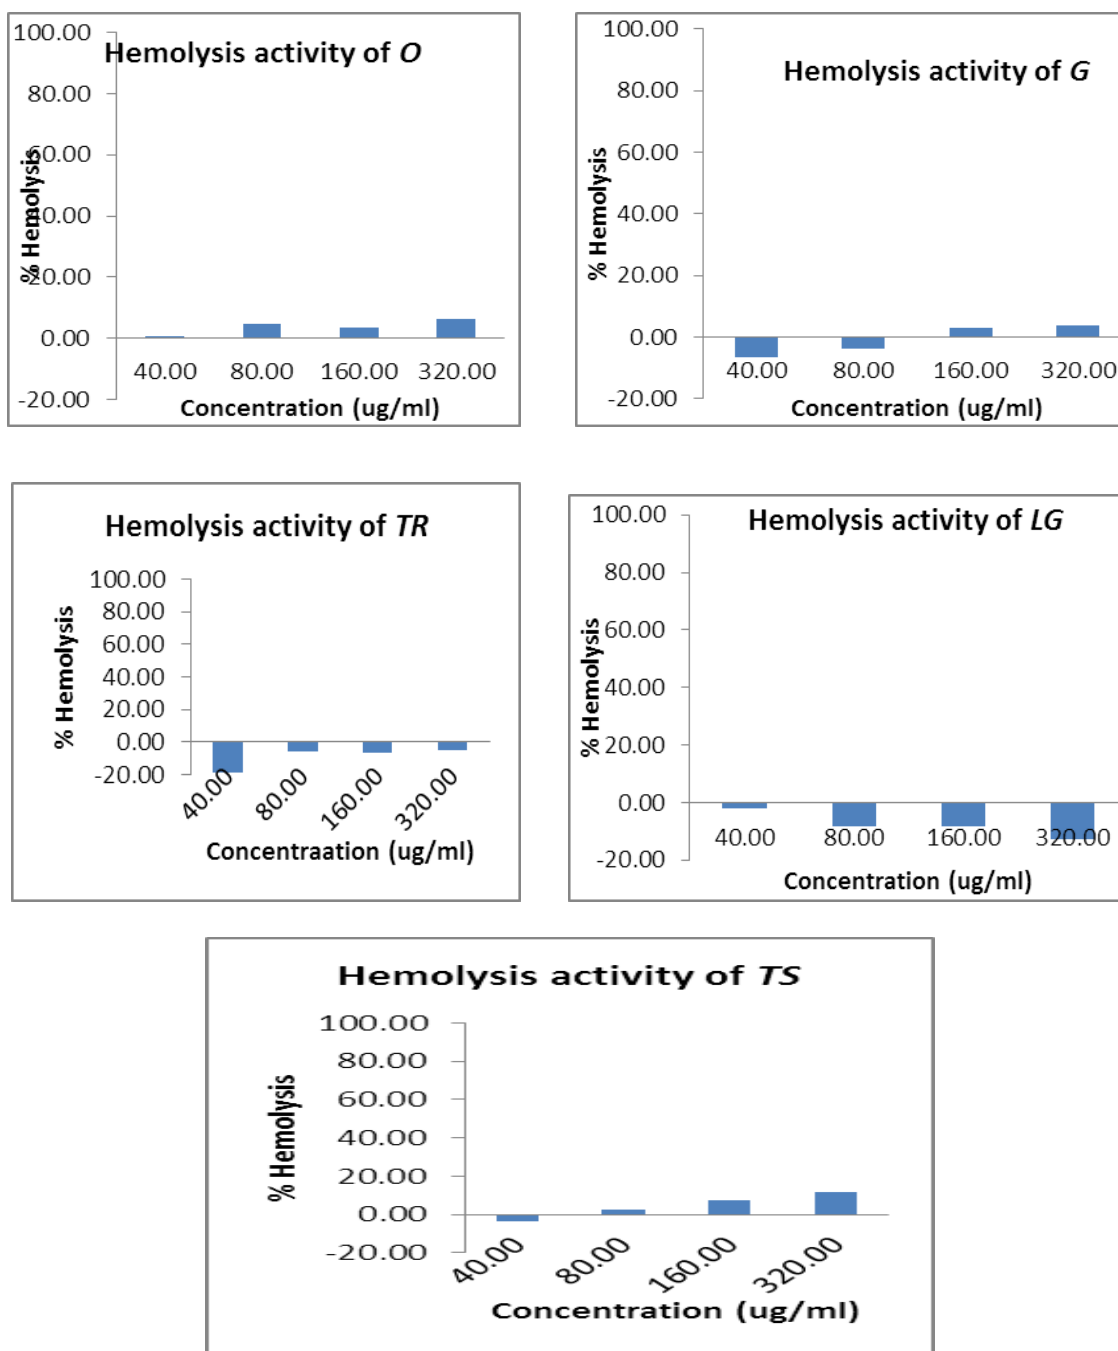 Hemolysis activity of O
100.00
80.00
60.00
40.00
20.00
0.00
-20.00
% Hemolysis
40.00 80.00 160.00 320.00
Concentration (ug/ml)
Hemolysis activity of G
100.00
80.00
60.00
40.00
20.00
0.00
-20.00
% Hemolysis
40.00 80.00 160.00 320.00
Concentration (ug/ml)
Hemolysis activity of TR
100.00
80.00
60.00
40.00
20.00
0.00
-20.00
% Hemolysis
40.00 80.00 160.00 320.00
Concentraation (ug/ml)
Hemolysis activity of LG
100.00
80.00
60.00
40.00
20.00
0.00
-20.00
% Hemolysis
40.00 80.00 160.00 320.00
Concentration (ug/ml)
Hemolysis activity of TS
100.00
80.00
60.00
40.00
20.00
0.00
-20.00
% Hemolysis
40.00 80.00 160.00 320.00
Concentration (ug/ml)